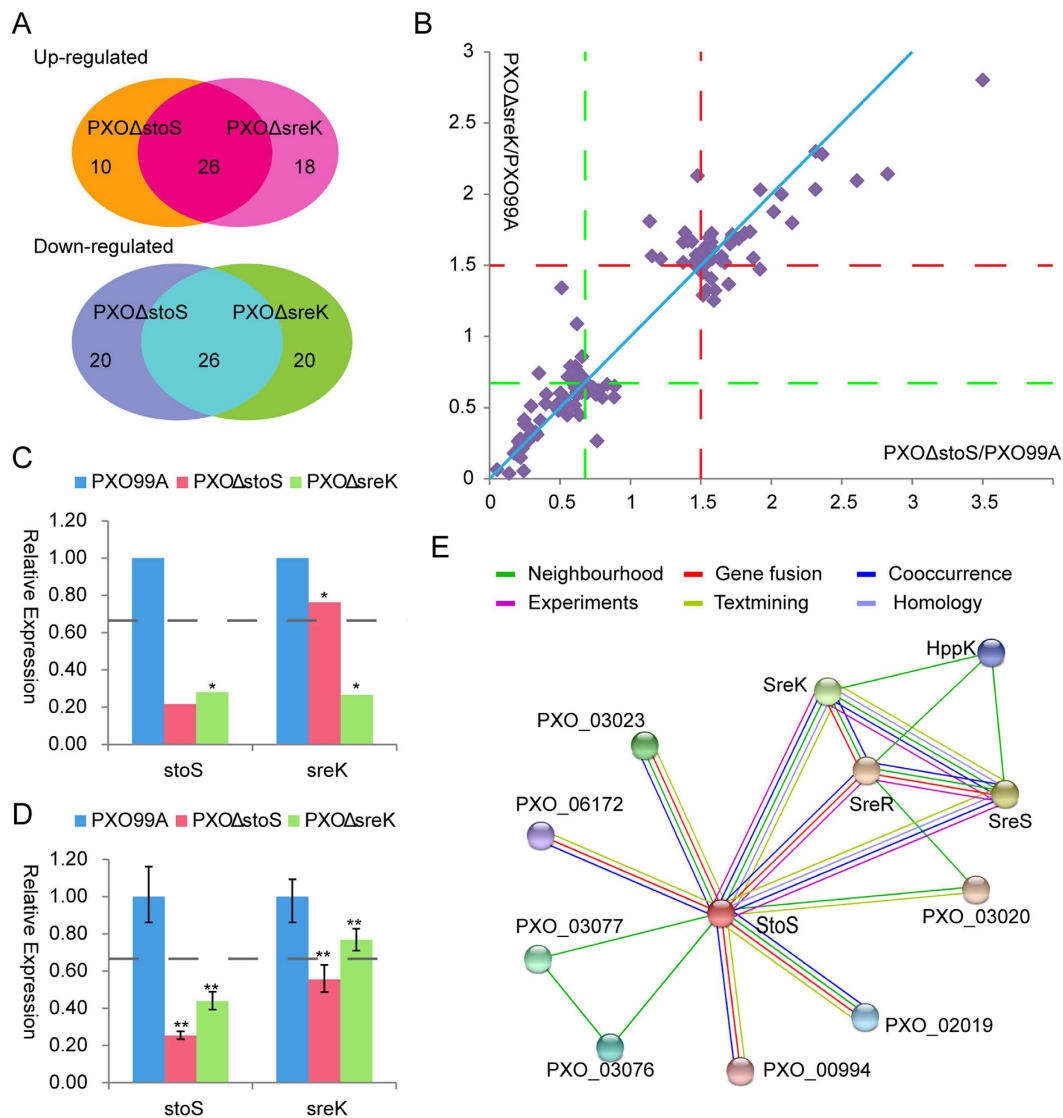 A
Up-regulated
PXOΔstoS
PXOΔsreK
10
26
18
Down-regulated
PXOΔstoS
PXOΔsreK
20
26
20
B
3
2.5
2
1.5
1
0.5
0
PXOΔsreK/PXO99A
PXOΔstoS/PXO99A
0
0.5
1
1.5
2
2.5
3
3.5
C
PXO99A PXOΔstoS PXOΔsreK
Relative Expression
1.20
1.00
0.80
0.60
0.40
0.20
0.00
*
*
*
stoS
sreK
D
PXO99A PXOΔstoS PXOΔsreK
Relative Expression
1.20
1.00
0.80
0.60
0.40
0.20
0.00
**
**
**
**
stoS
sreK
E
Neighbourhood Gene fusion Cooccurrence
Experiments Textmining Homology
HppK
SreK
PXO_03023
SreR
SreS
PXO_06172
PXO_03020
StoS
PXO_03077
PXO_02019
PXO_03076
PXO_00994